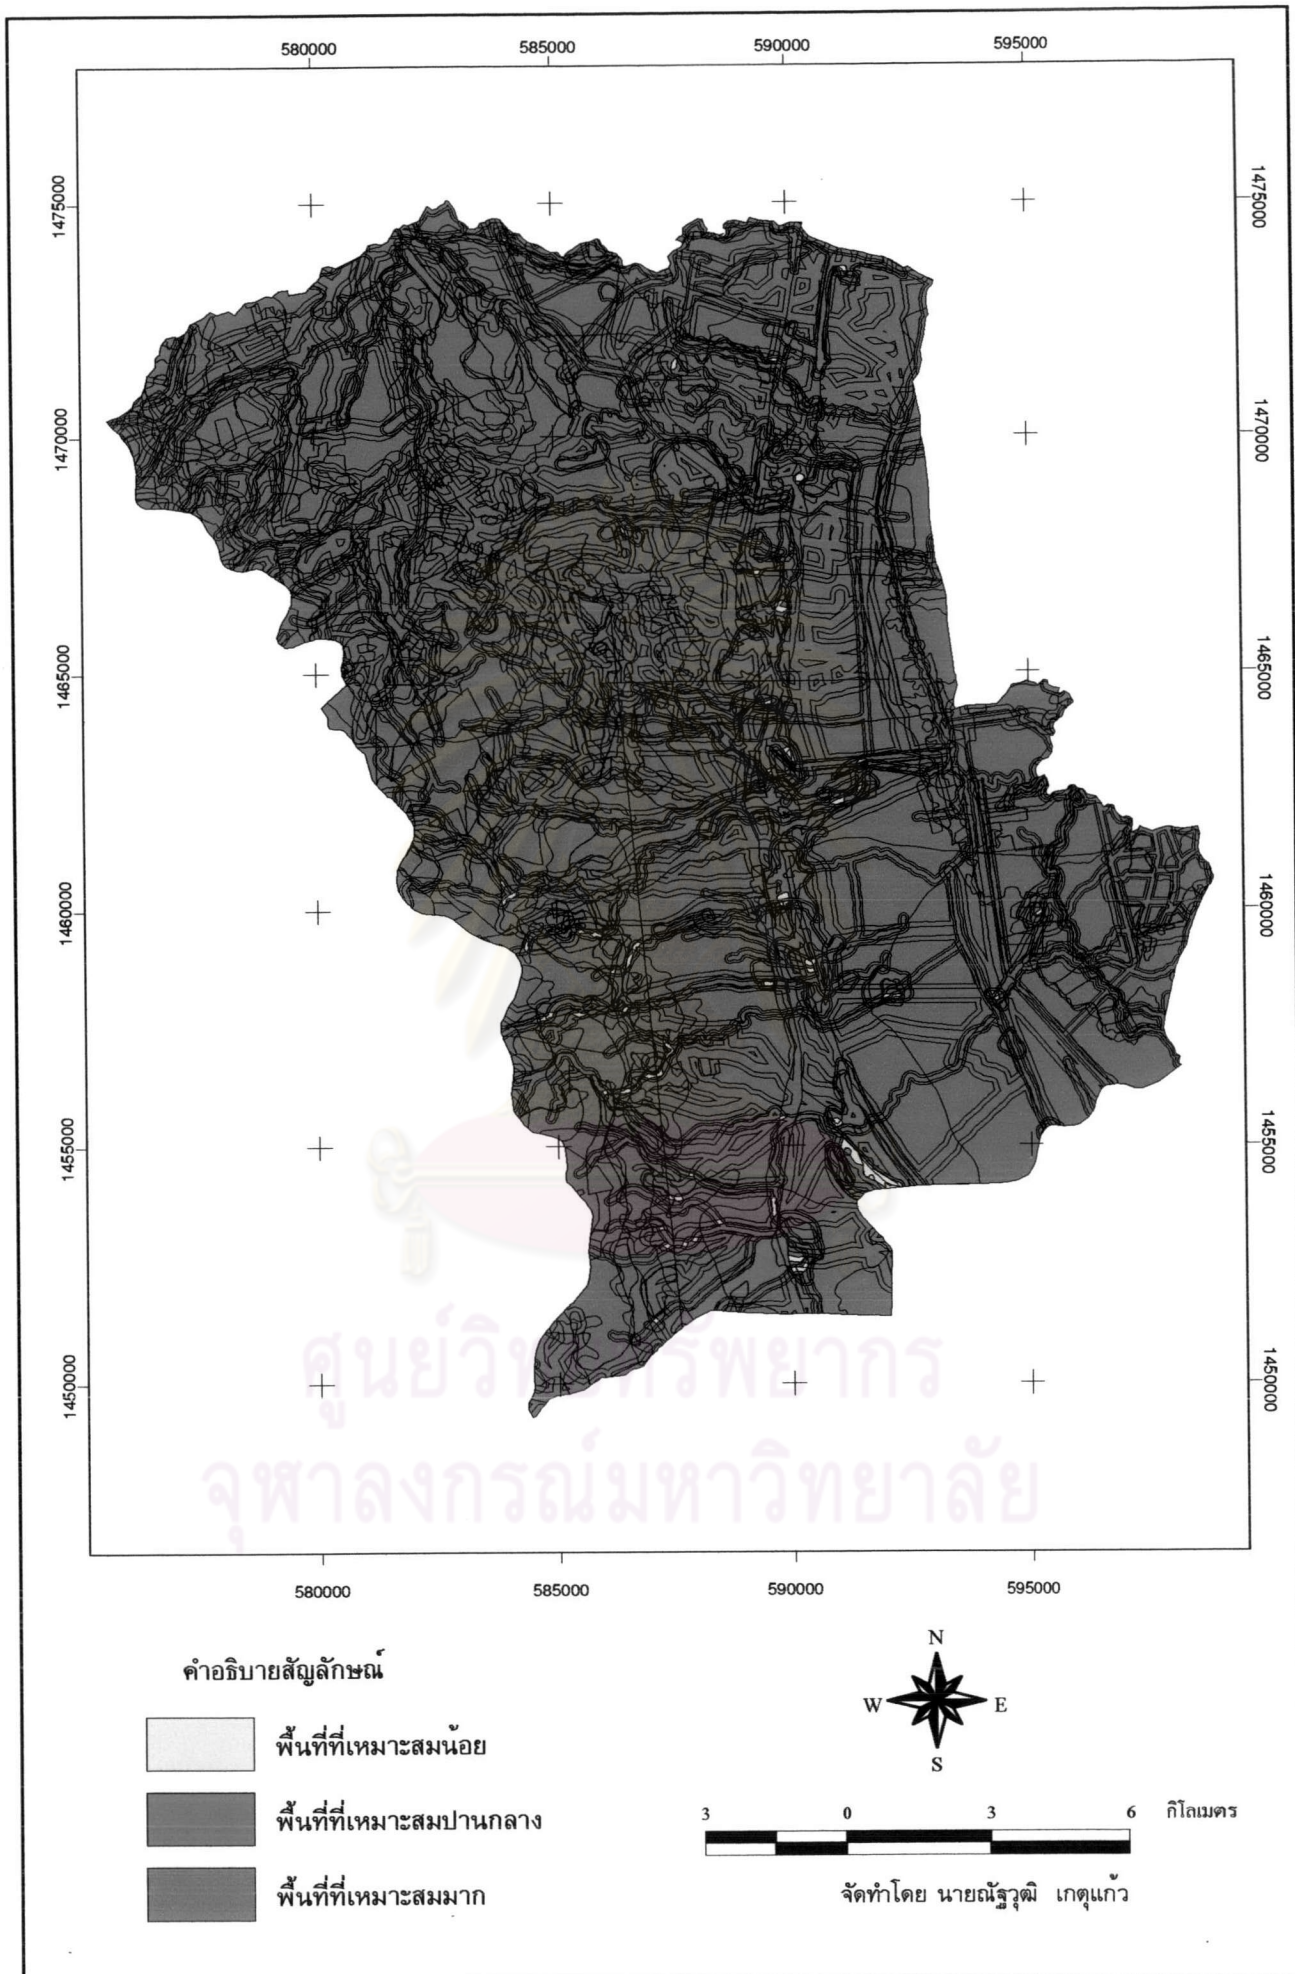 580000 585000 590000 595000
1475000 1475000
1470000 1470000
1465000 1465000
1460000 1460000
1455000 1455000
1450000 1450000
ศูนย์วิทยทรัพยากร
จุฬาลงกรณ์มหาวิทยาลัย
580000 585000 590000 595000
คำอธิบายสัญลักษณ์
พื้นที่ที่เหมาะสมน้อย
พื้นที่ที่เหมาะสมปานกลาง
พื้นที่ที่เหมาะสมมาก
N
W E
S
3 0 3 6 กิโลเมตร
จัดทำโดย นายณัฐวุฒิ เกตุแก้ว